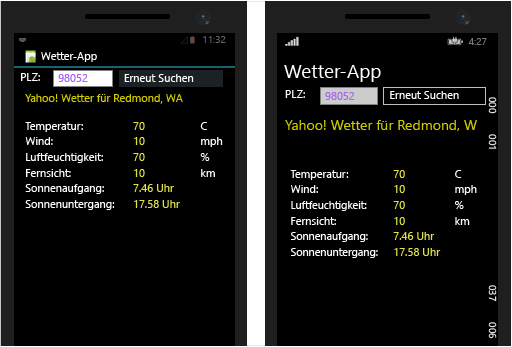 11:32
Wetter-App
PLZ: 98052 Erneut Suchen
Yahoo! Wetter für Redmond, WA
Temperatur: 70 C
Wind: 10 mph
Luftfeuchtigkeit: 70 %
Fernsicht: 10 km
Sonnenaufgang: 7.46 Uhr
Sonnenuntergang: 17.58 Uhr
4:27
Wetter-App
PLZ: 98052 Erneut Suchen
Yahoo! Wetter für Redmond, W
Temperatur: 70 C
Wind: 10 mph
Luftfeuchtigkeit: 70 %
Fernsicht: 10 km
Sonnenaufgang: 7.46 Uhr
Sonnenuntergang: 17.58 Uhr
000
001
037
006